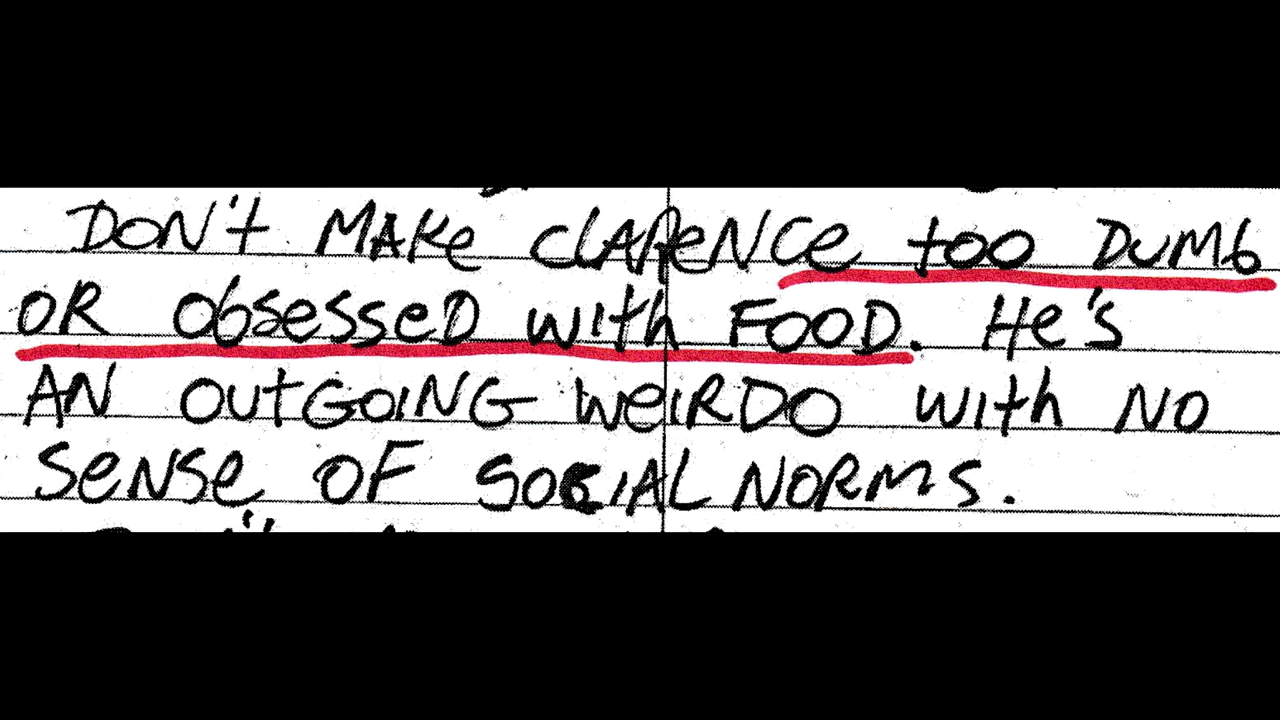 DON't MAKe clAReNCe too DuMb
OR obsesseD with FOOD. He's
AN OutGOING WeiRDO with NO
SeNSe OF SOCIAL NORMS.